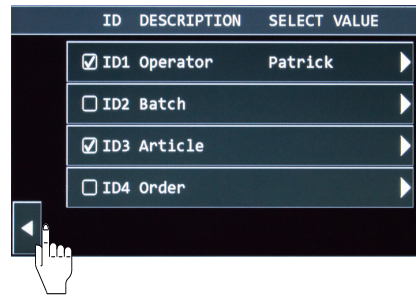 ID DESCRIPTION SELECT VALUE
ID1 Operator Patrick
ID2 Batch
ID3 Article
ID4 Order